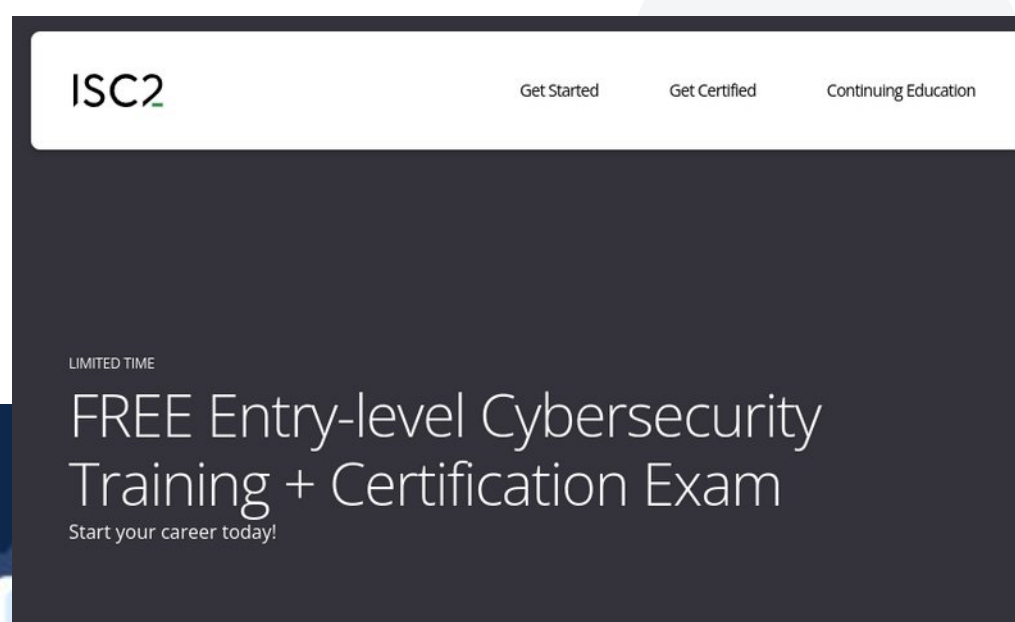 ISC2
Get Started
Get Certified
Continuing Education
LIMITED TIME
FREE Entry-level Cybersecurity
Training + Certification Exam
Start your career today!